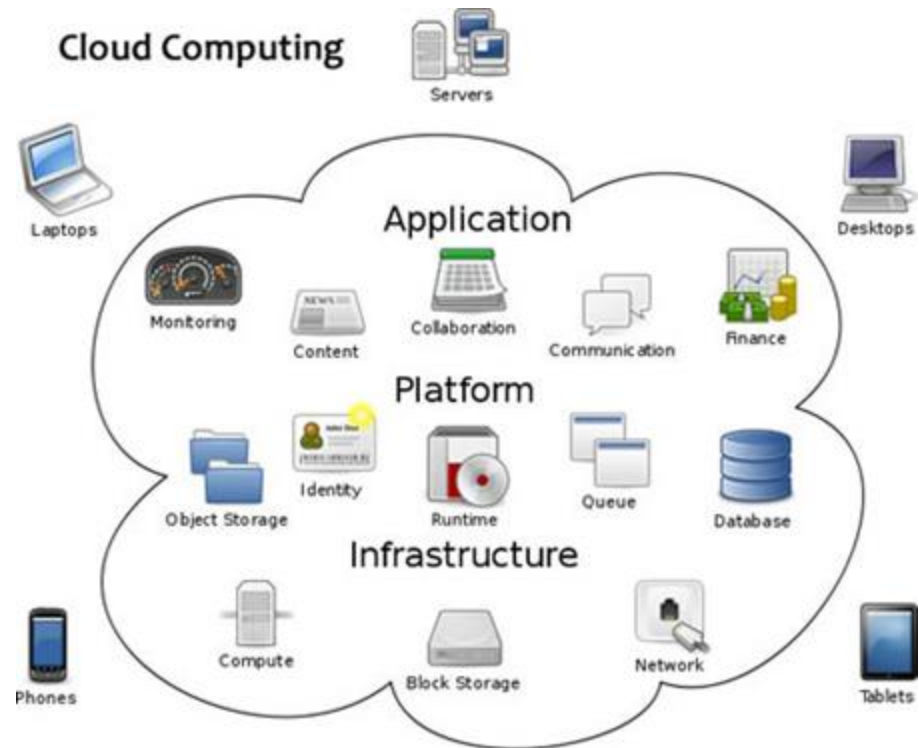 Cloud Computing
Servers
Laptops
Desktops
Application
Monitoring
Content
Collaboration
Communication
Finance
Platform
Object Storage
Identity
Runtime
Queue
Database
Infrastructure
Compute
Block Storage
Network
Phones
Tablets
NEWS